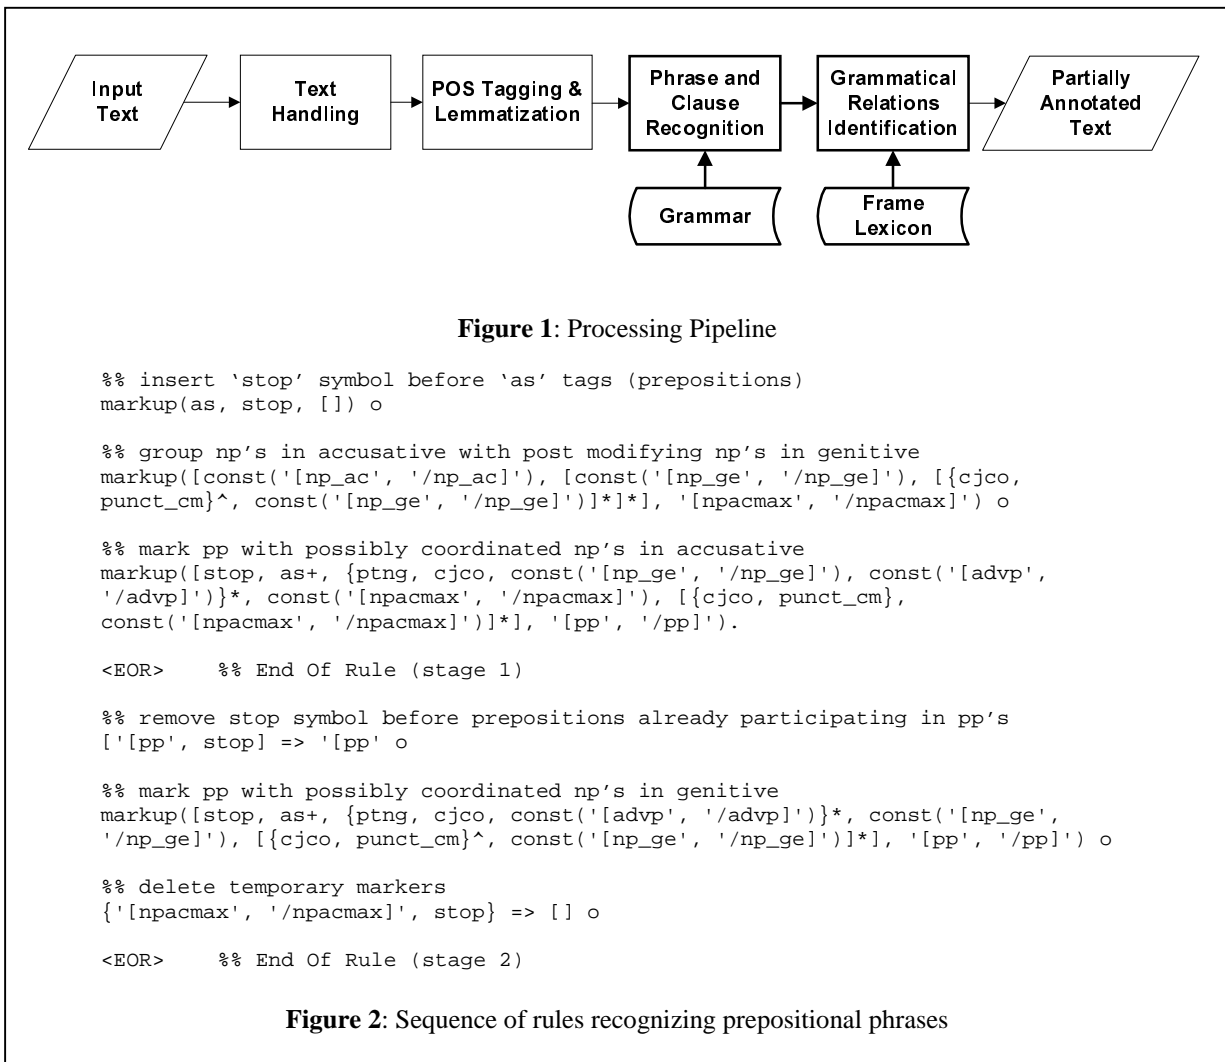 Input
Text
Text
Handling
POS Tagging &
Lemmatization
Phrase and
Clause
Recognition
Grammatical
Relations
Identification
Partially
Annotated
Text
Grammar
Frame
Lexicon
Figure 1: Processing Pipeline
%% insert ‘stop’ symbol before ‘as’ tags (prepositions)
markup(as, stop, []) o
%% group np’s in accusative with post modifying np’s in genitive
markup([const('[np_ac', '/np_ac]'), [const('[np_ge', '/np_ge]'), [{cjco,
punct_cm}^, const('[np_ge', '/np_ge]')]*]*], '[npacmax', '/npacmax]') o
%% mark pp with possibly coordinated np’s in accusative
markup([stop, as+, {ptng, cjco, const('[np_ge', '/np_ge]'), const('[advp',
'/advp]')}*, const('[npacmax', '/npacmax]'), [{cjco, punct_cm},
const('[npacmax', '/npacmax]')]*], '[pp', '/pp]').
<EOR> %% End Of Rule (stage 1)
%% remove stop symbol before prepositions already participating in pp’s
['[pp', stop] => '[pp' o
%% mark pp with possibly coordinated np’s in genitive
markup([stop, as+, {ptng, cjco, const('[advp', '/advp]')}*, const('[np_ge',
'/np_ge]'), [{cjco, punct_cm}^, const('[np_ge', '/np_ge]')]*], '[pp', '/pp]') o
%% delete temporary markers
{'[npacmax', '/npacmax]', stop} => [] o
<EOR> %% End Of Rule (stage 2)
Figure 2: Sequence of rules recognizing prepositional phrases